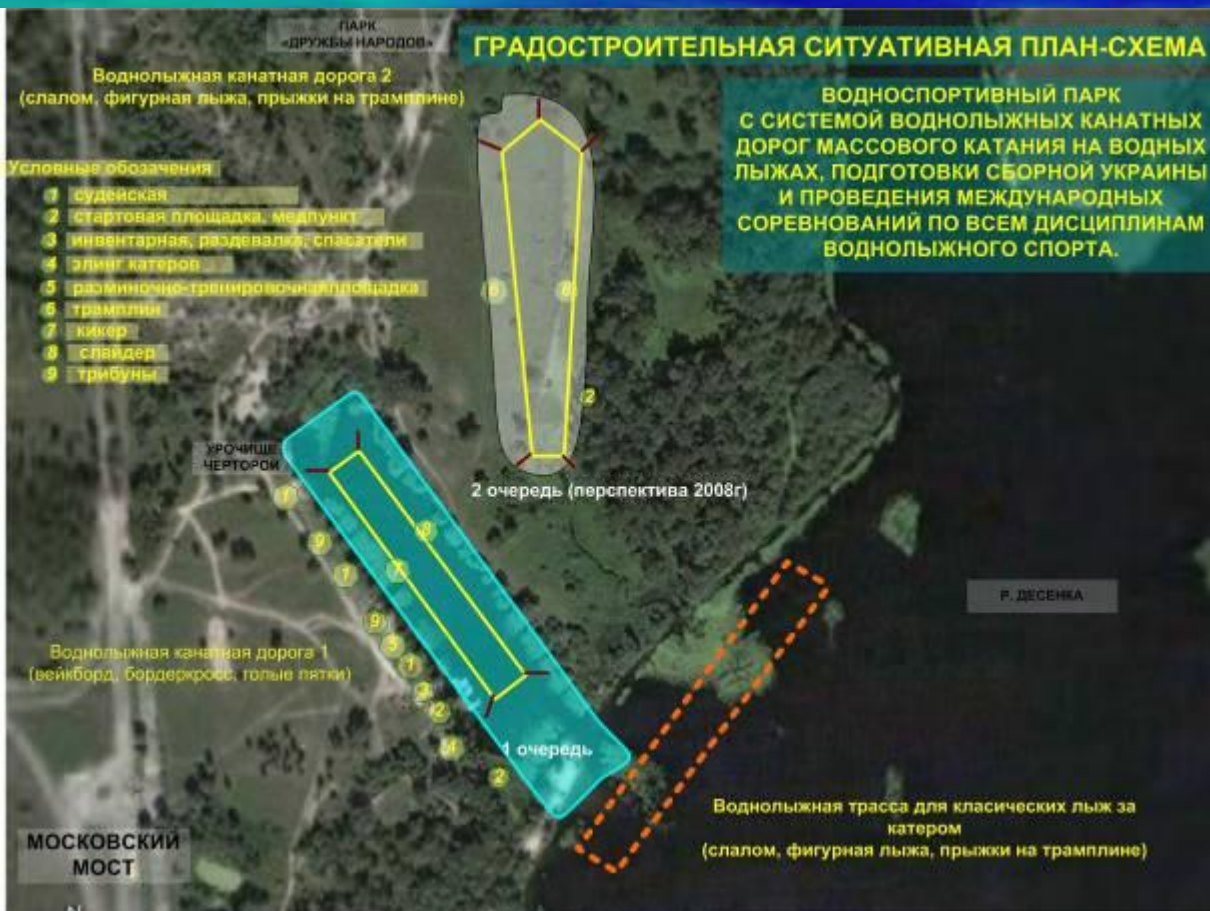 ПАРК
«ДРУЖБЫ НАРОДОВ»
ГРАДОСТРОИТЕЛЬНАЯ СИТУАТИВНАЯ ПЛАН-СХЕМА
Воднолыжная канатная дорога 2
(слалом, фигурная лыжа, прыжки на трамплине)
ВОДНОСПОРТИВНЫЙ ПАРК
С СИСТЕМОЙ ВОДНОЛЫЖНЫХ КАНАТНЫХ
ДОРОГ МАССОВОГО КАТАНИЯ НА ВОДНЫХ
ЛЫЖАХ, ПОДГОТОВКИ СБОРНОЙ УКРАИНЫ
И ПРОВЕДЕНИЯ МЕЖДУНАРОДНЫХ
СОРЕВНОВАНИЙ ПО ВСЕМ ДИСЦИПЛИНАМ
ВОДНОЛЫЖНОГО СПОРТА.
Условные обозачения
1 судейская
2 стартовая площадка, медпункт
3 инвентарная, раздевалка, спасатели
4 элинг катеров
5 разминочно-тренировочная площадка
6 трамплин
7 кикер
8 слайдер
9 трибуны
6
8
2
УРОЧИЩЕ
ЧЕРТОРОЙ
2 очередь (перспектива 2008г)
1
9
8
1
7
Р. ДЕСЕНКА
9
5
1
3
2
4
2
Воднолыжная канатная дорога 1
(вейкборд, бордеркросс, голые пятки)
1 очередь
Воднолыжная трасса для класических лыж за
катером
(слалом, фигурная лыжа, прыжки на трамплине)
МОСКОВСКИЙ
МОСТ